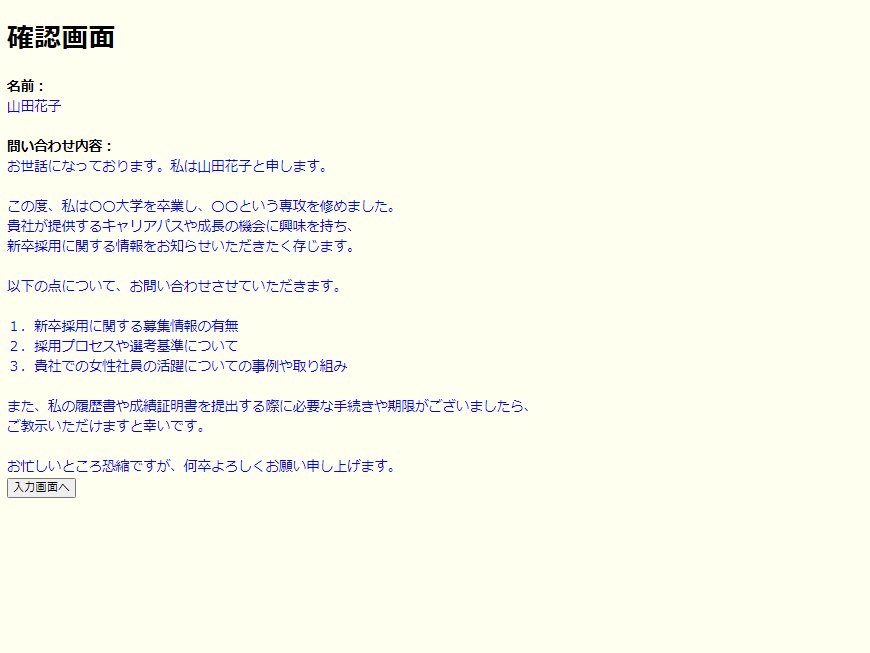 確認画面
名前：
山田花子
問い合わせ内容：
お世話になっております。私は山田花子と申します。
この度、私は〇〇大学を卒業し、〇〇という専攻を修めました。
貴社が提供するキャリアパスや成長の機会に興味を持ち、
新卒採用に関する情報をお知らせいただきたく存じます。
以下の点について、お問い合わせさせていただきます。
１．新卒採用に関する募集情報の有無
２．採用プロセスや選考基準について
３．貴社での女性社員の活躍についての事例や取り組み
また、私の履歴書や成績証明書を提出する際に必要な手続きや期限がございましたら、
ご教示いただけますと幸いです。
お忙しいところ恐縮ですが、何卒よろしくお願い申し上げます。
入力画面へ